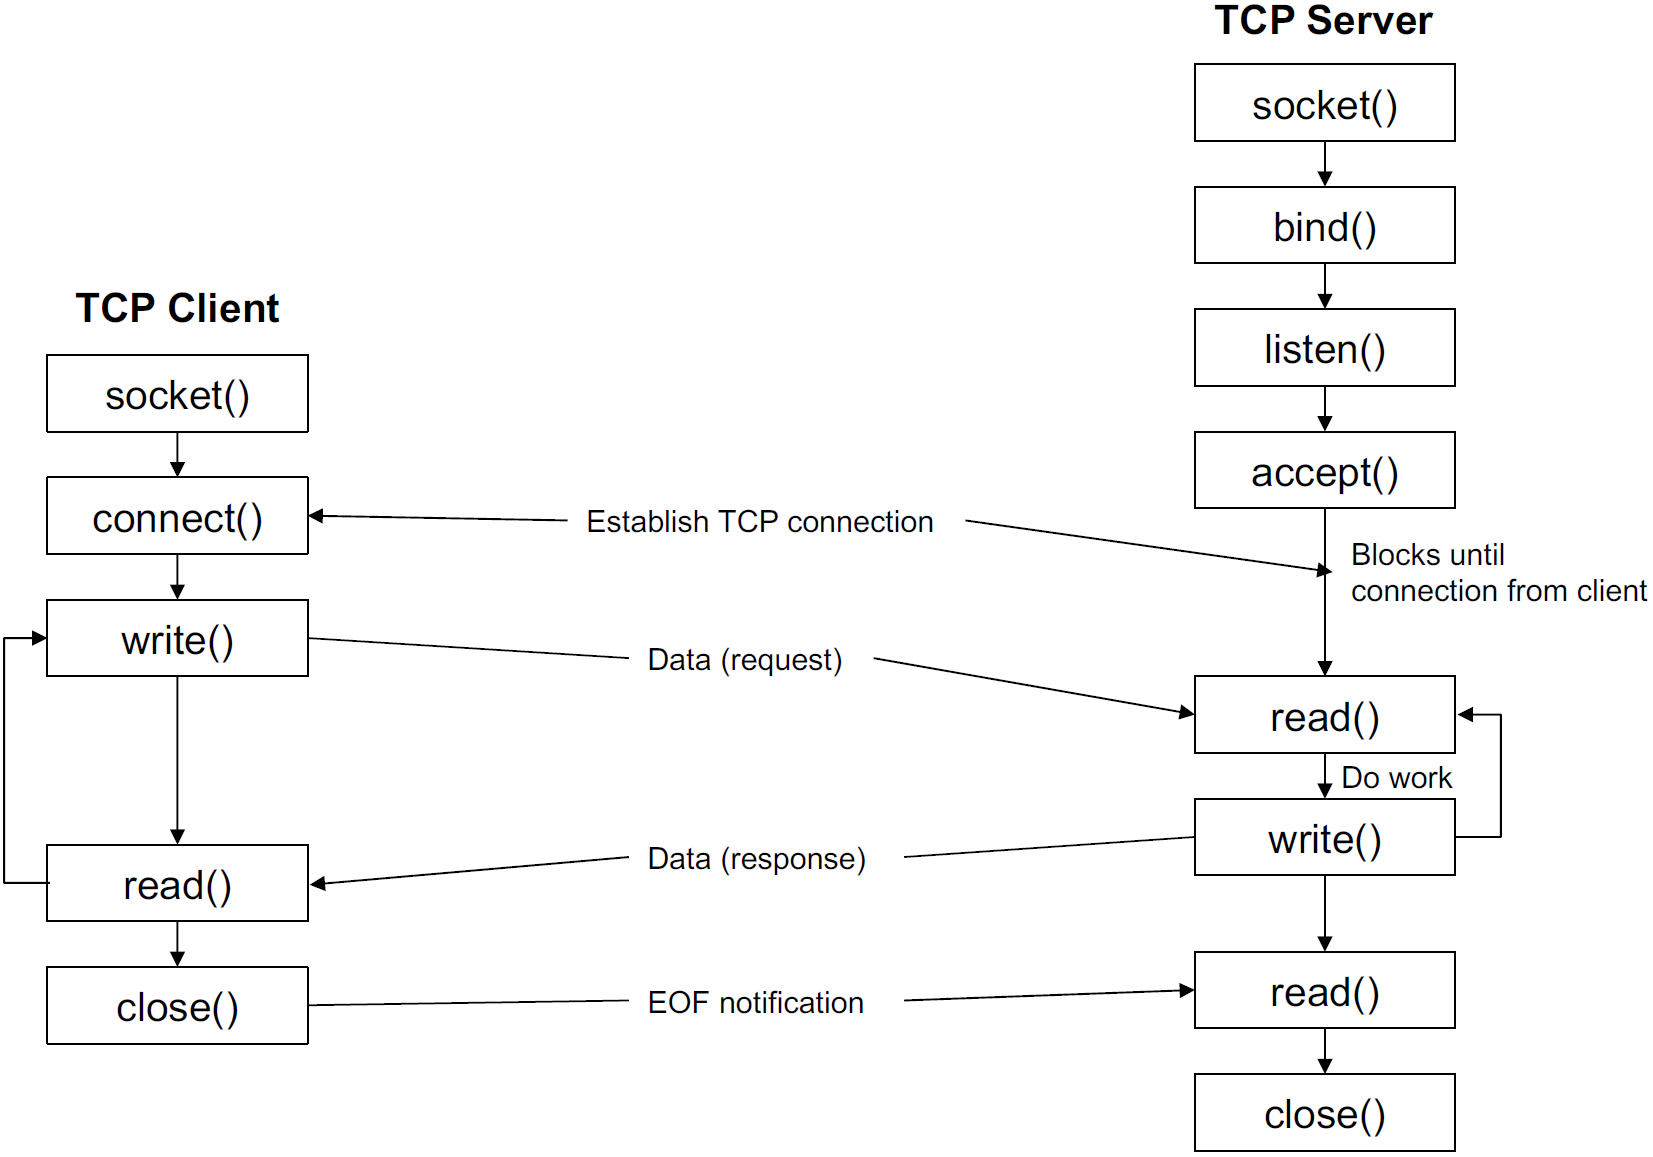 TCP Server
socket()
bind()
listen()
accept()
Blocks until
connection from client
read()
Do work
write()
read()
close()
TCP Client
socket()
connect()
write()
read()
close()
Establish TCP connection
Data (request)
Data (response)
EOF notification